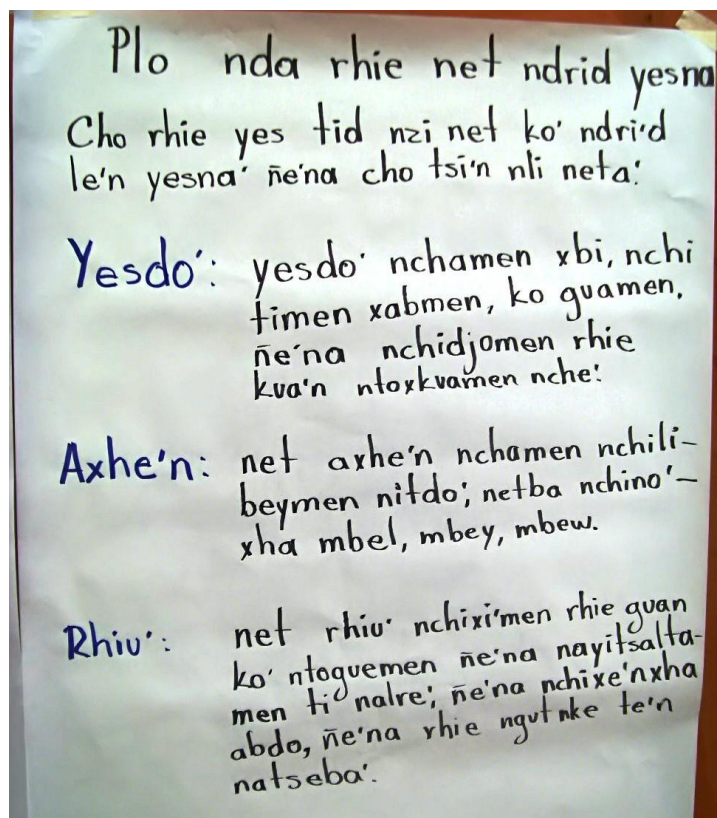 Plo nda rhie net ndrid yesna
Cho rhie yes tid nzi net ko' ndri'd
le'n yesna' ñe'na cho tsi'n nli neta'.
Yesdo': yesdo' nchamen xbi, nchi
timen xabmen, ko guamen,
ñe'na nchidjomen rhie
kva'n ntoxkvamen nche'.
Axhe'n: net axhe'n nchamen nchili-
beymen nitdo', netba nchino'-
xha mbel, mbey, mbew.
Rhiu': net rhiu' nchixi'men rhie guan
ko' ntoguemen ñe'na nayitsalta-
men ti' nalre', ñe'na nchixe'nxha
abdo, ñe'na rhie ngut nke te'n
natseba'.